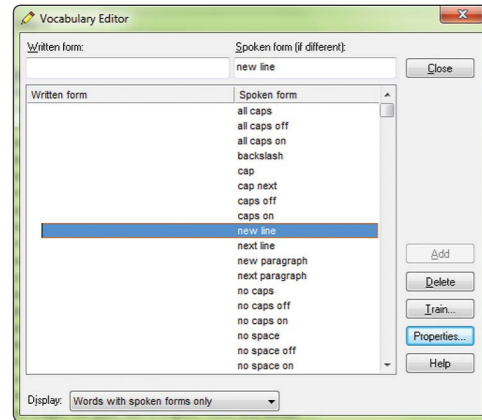 Vocabulary Editor
Written form:
Spoken form (if different):
new line
Close
Written form
Spoken form
all caps
all caps off
all caps on
backslash
cap
cap next
caps off
caps on
new line
next line
new paragraph
next paragraph
no caps
no caps off
no caps on
no space
no space off
no space on
Add
Delete
Train...
Properties...
Help
Display:
Words with spoken forms only